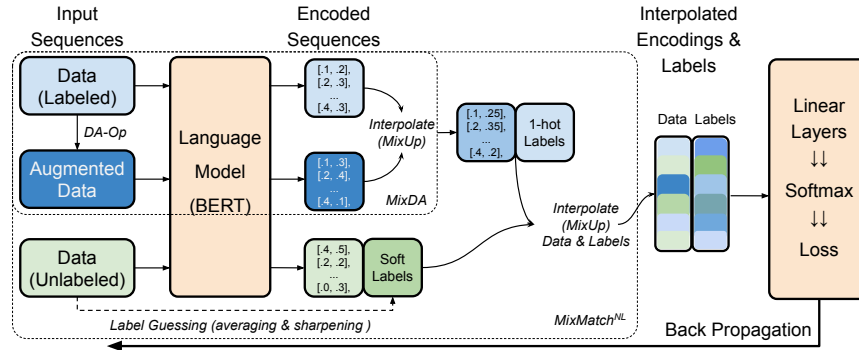 Input
Sequences
Encoded
Sequences
Interpolated
Encodings &
Labels
Data
(Labeled)
DA-Op
Augmented
Data
Data
(Unlabeled)
Language
Model
(BERT)
[.1, .2],
[.2, .3],
...
[.4, .3],
[.1, .3],
[.2, .4],
...
[.4, .1],
[.4, .5],
[.2, .2],
...
[.0, .3],
Soft
Labels
Interpolate
(MixUp)
MixDA
[.1, .25],
[.2, .35],
...
[.4, .2],
1-hot
Labels
Interpolate
(MixUp)
Data & Labels
Label Guessing (averaging & sharpening )
MixMatchNL
Data Labels
Linear
Layers
↓↓
Softmax
↓↓
Loss
Back Propagation